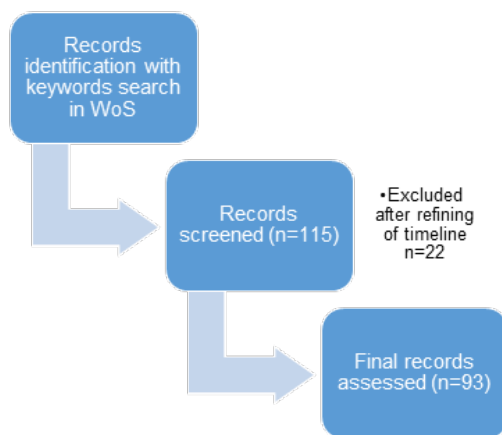 Records
identification with
keywords search
in WoS
Records
screened (n=115)
•Excluded
after refining
of timeline
n=22
Final records
assessed (n=93)